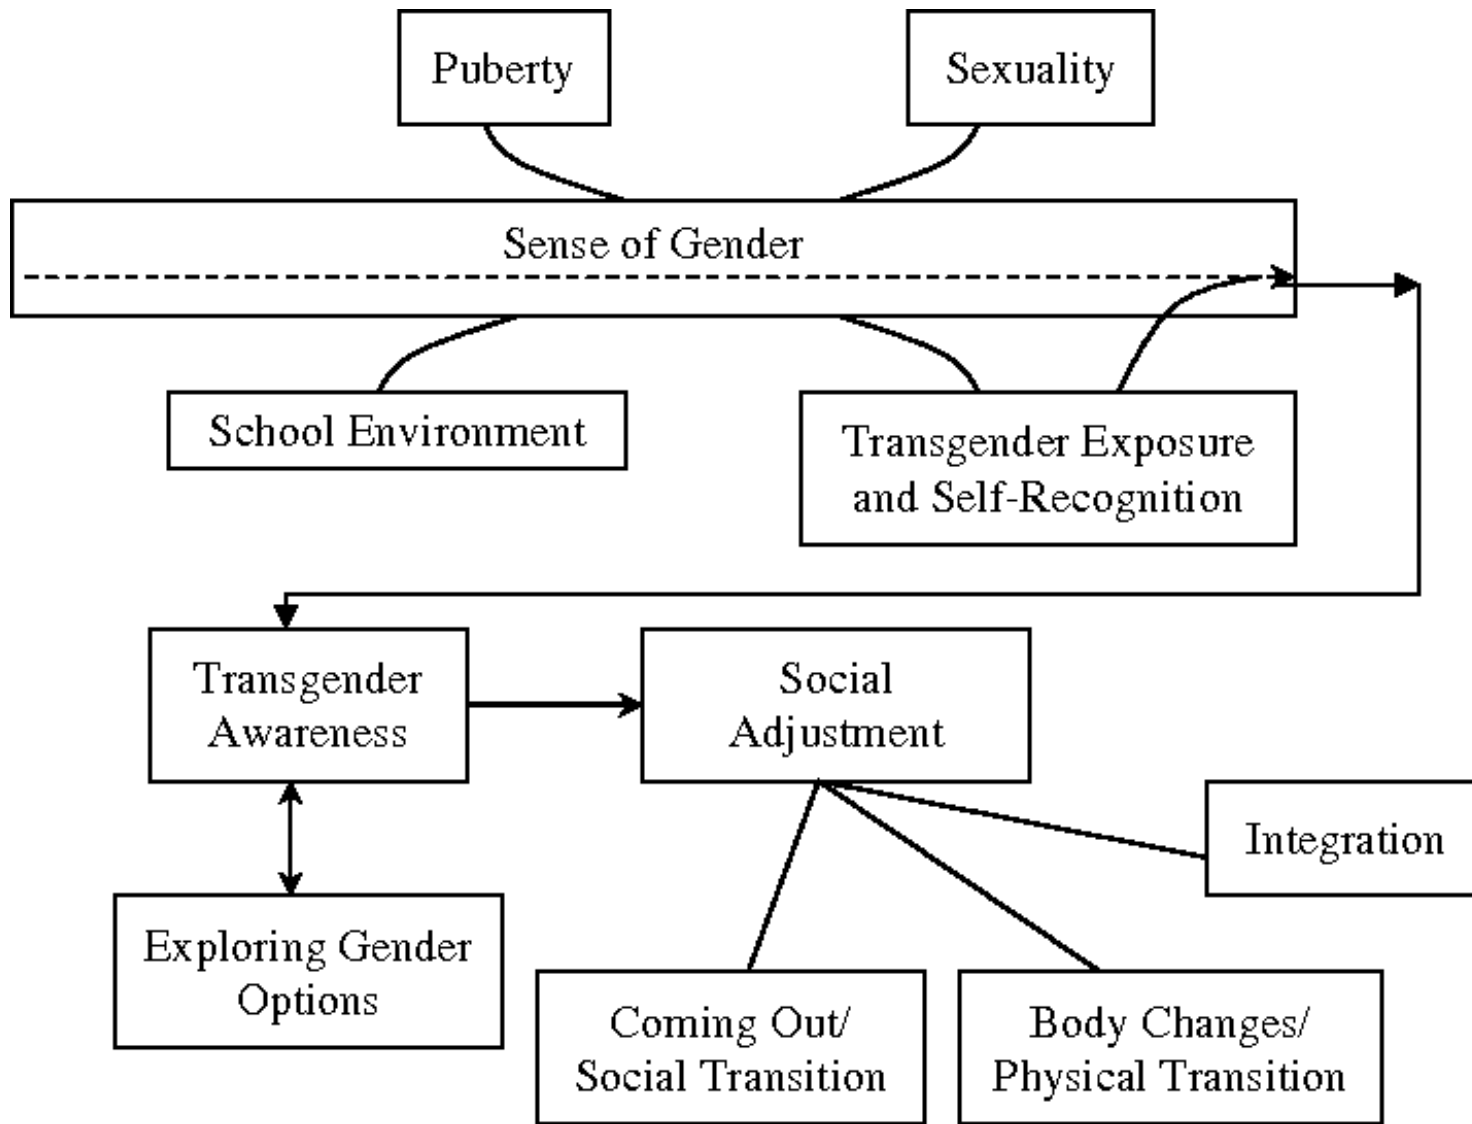 Puberty
Sexuality
Sense of Gender
School Environment
Transgender Exposure
and Self-Recognition
Transgender
Awareness
Social
Adjustment
Integration
Exploring Gender
Options
Coming Out/
Social Transition
Body Changes/
Physical Transition